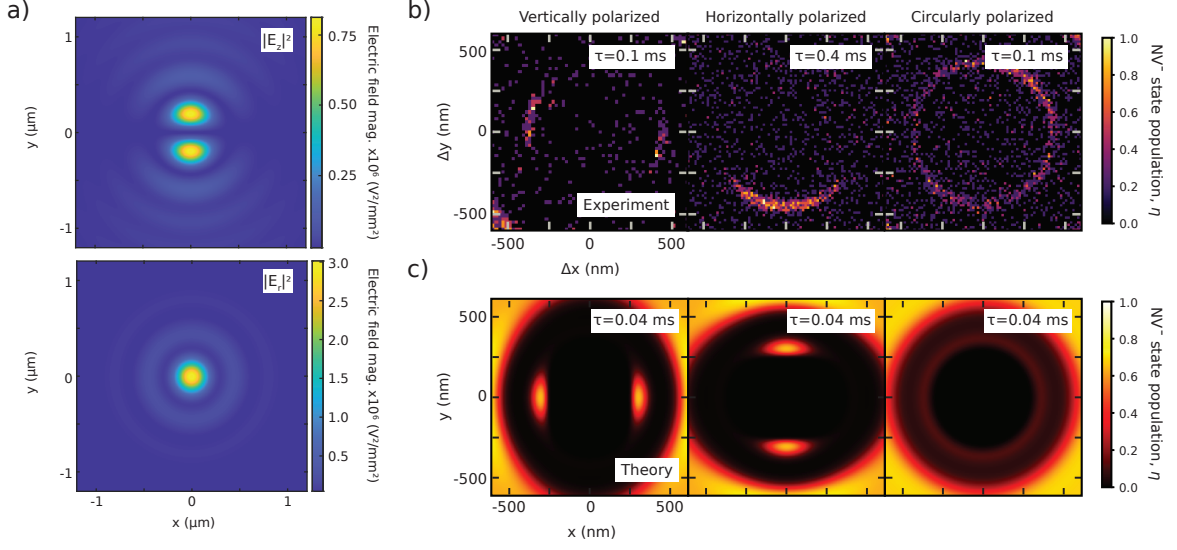 a)
|E_z|²
1
0
-1
y (μm)
0.75
0.50
0.25
Electric field mag. x10⁶ (V²/mm²)
|E_r|²
1
0
-1
y (μm)
-1
0
1
x (μm)
3.0
2.5
2.0
1.5
1.0
0.5
Electric field mag. x10⁶ (V²/mm²)
b)
Vertically polarized
Horizontally polarized
Circularly polarized
τ=0.1 ms
τ=0.4 ms
τ=0.1 ms
Experiment
500
0
-500
Δy (nm)
-500
0
500
Δx (nm)
1.0
0.8
0.6
0.4
0.2
0.0
NV⁻ state population, η
c)
τ=0.04 ms
τ=0.04 ms
τ=0.04 ms
Theory
500
0
-500
y (nm)
-500
0
500
x (nm)
1.0
0.8
0.6
0.4
0.2
0.0
NV⁻ state population, η